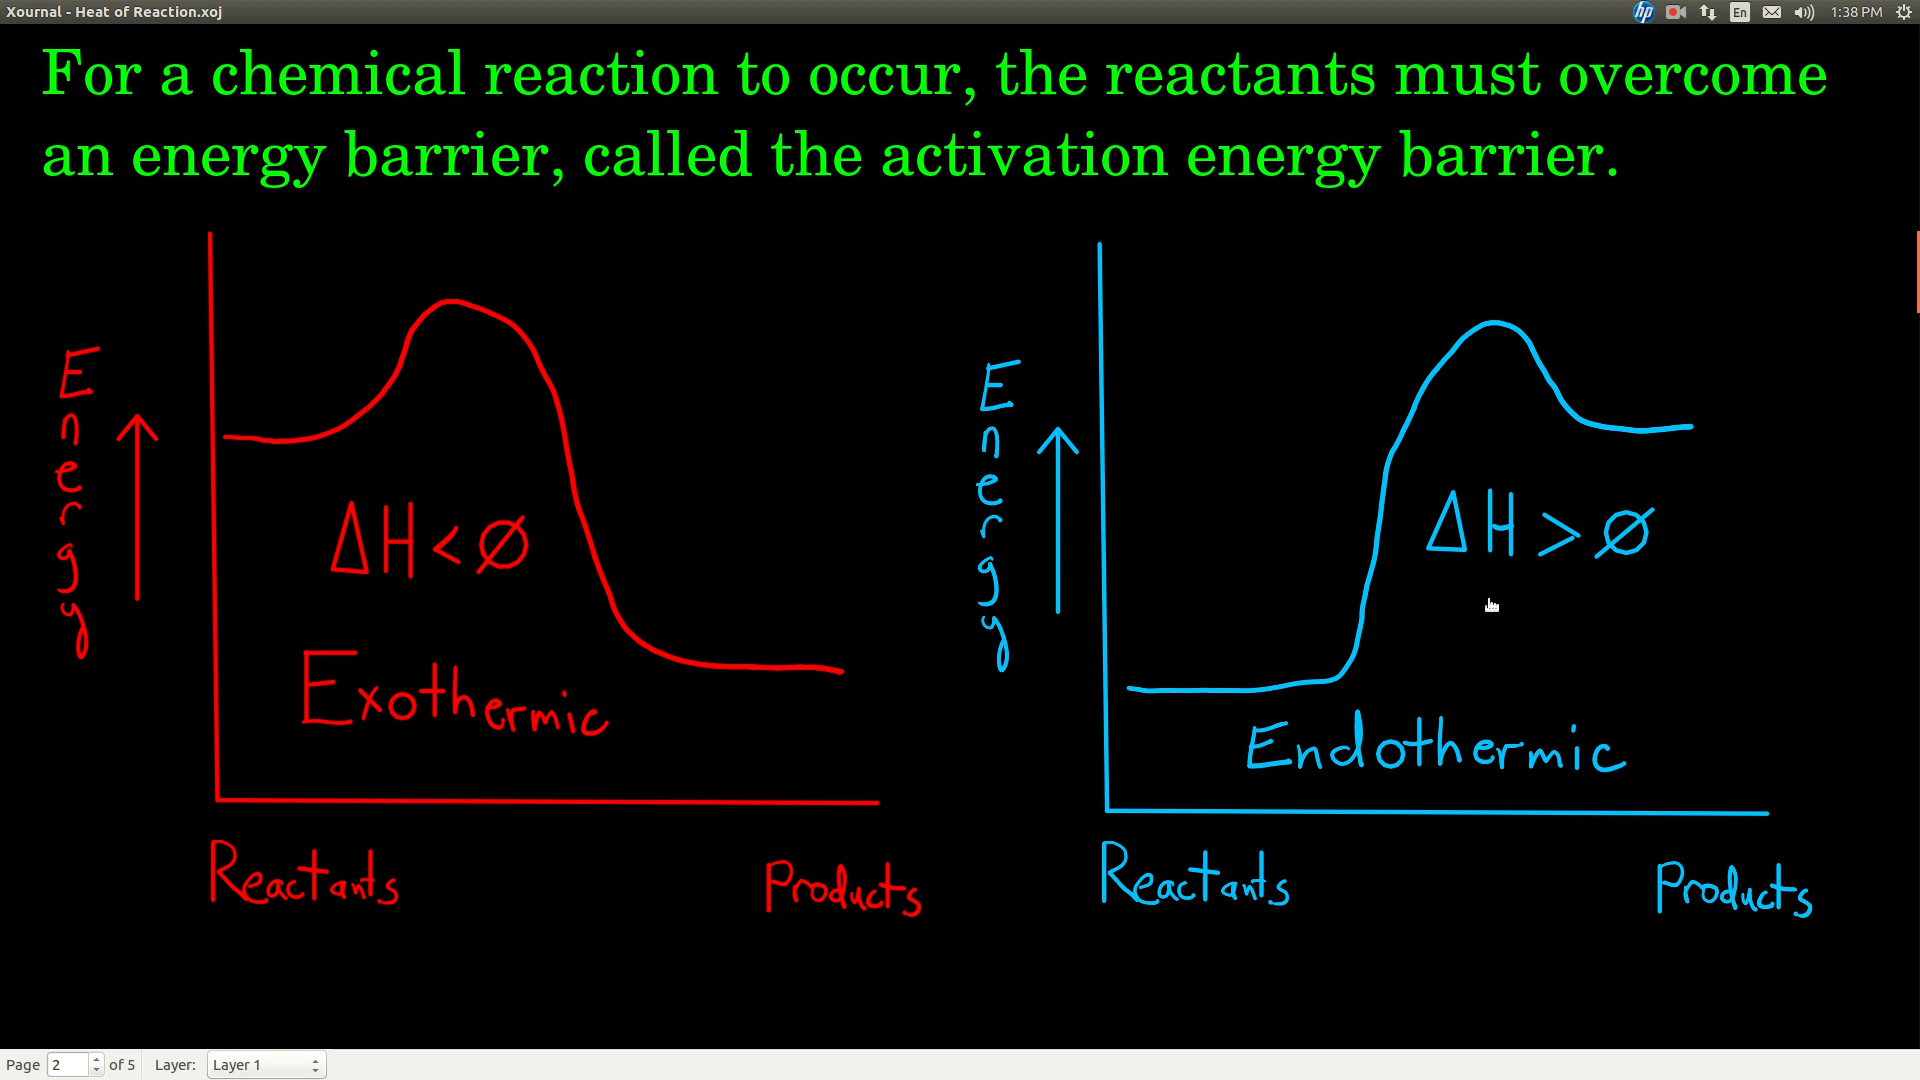 Xournal - Heat of Reaction.xoj
hp En 1:38 PM
For a chemical reaction to occur, the reactants must overcome
an energy barrier, called the activation energy barrier.
Energy
ΔH < Ø
Exothermic
Reactants Products
Energy
ΔH > Ø
Endothermic
Reactants Products
Page 2 of 5 Layer: Layer 1